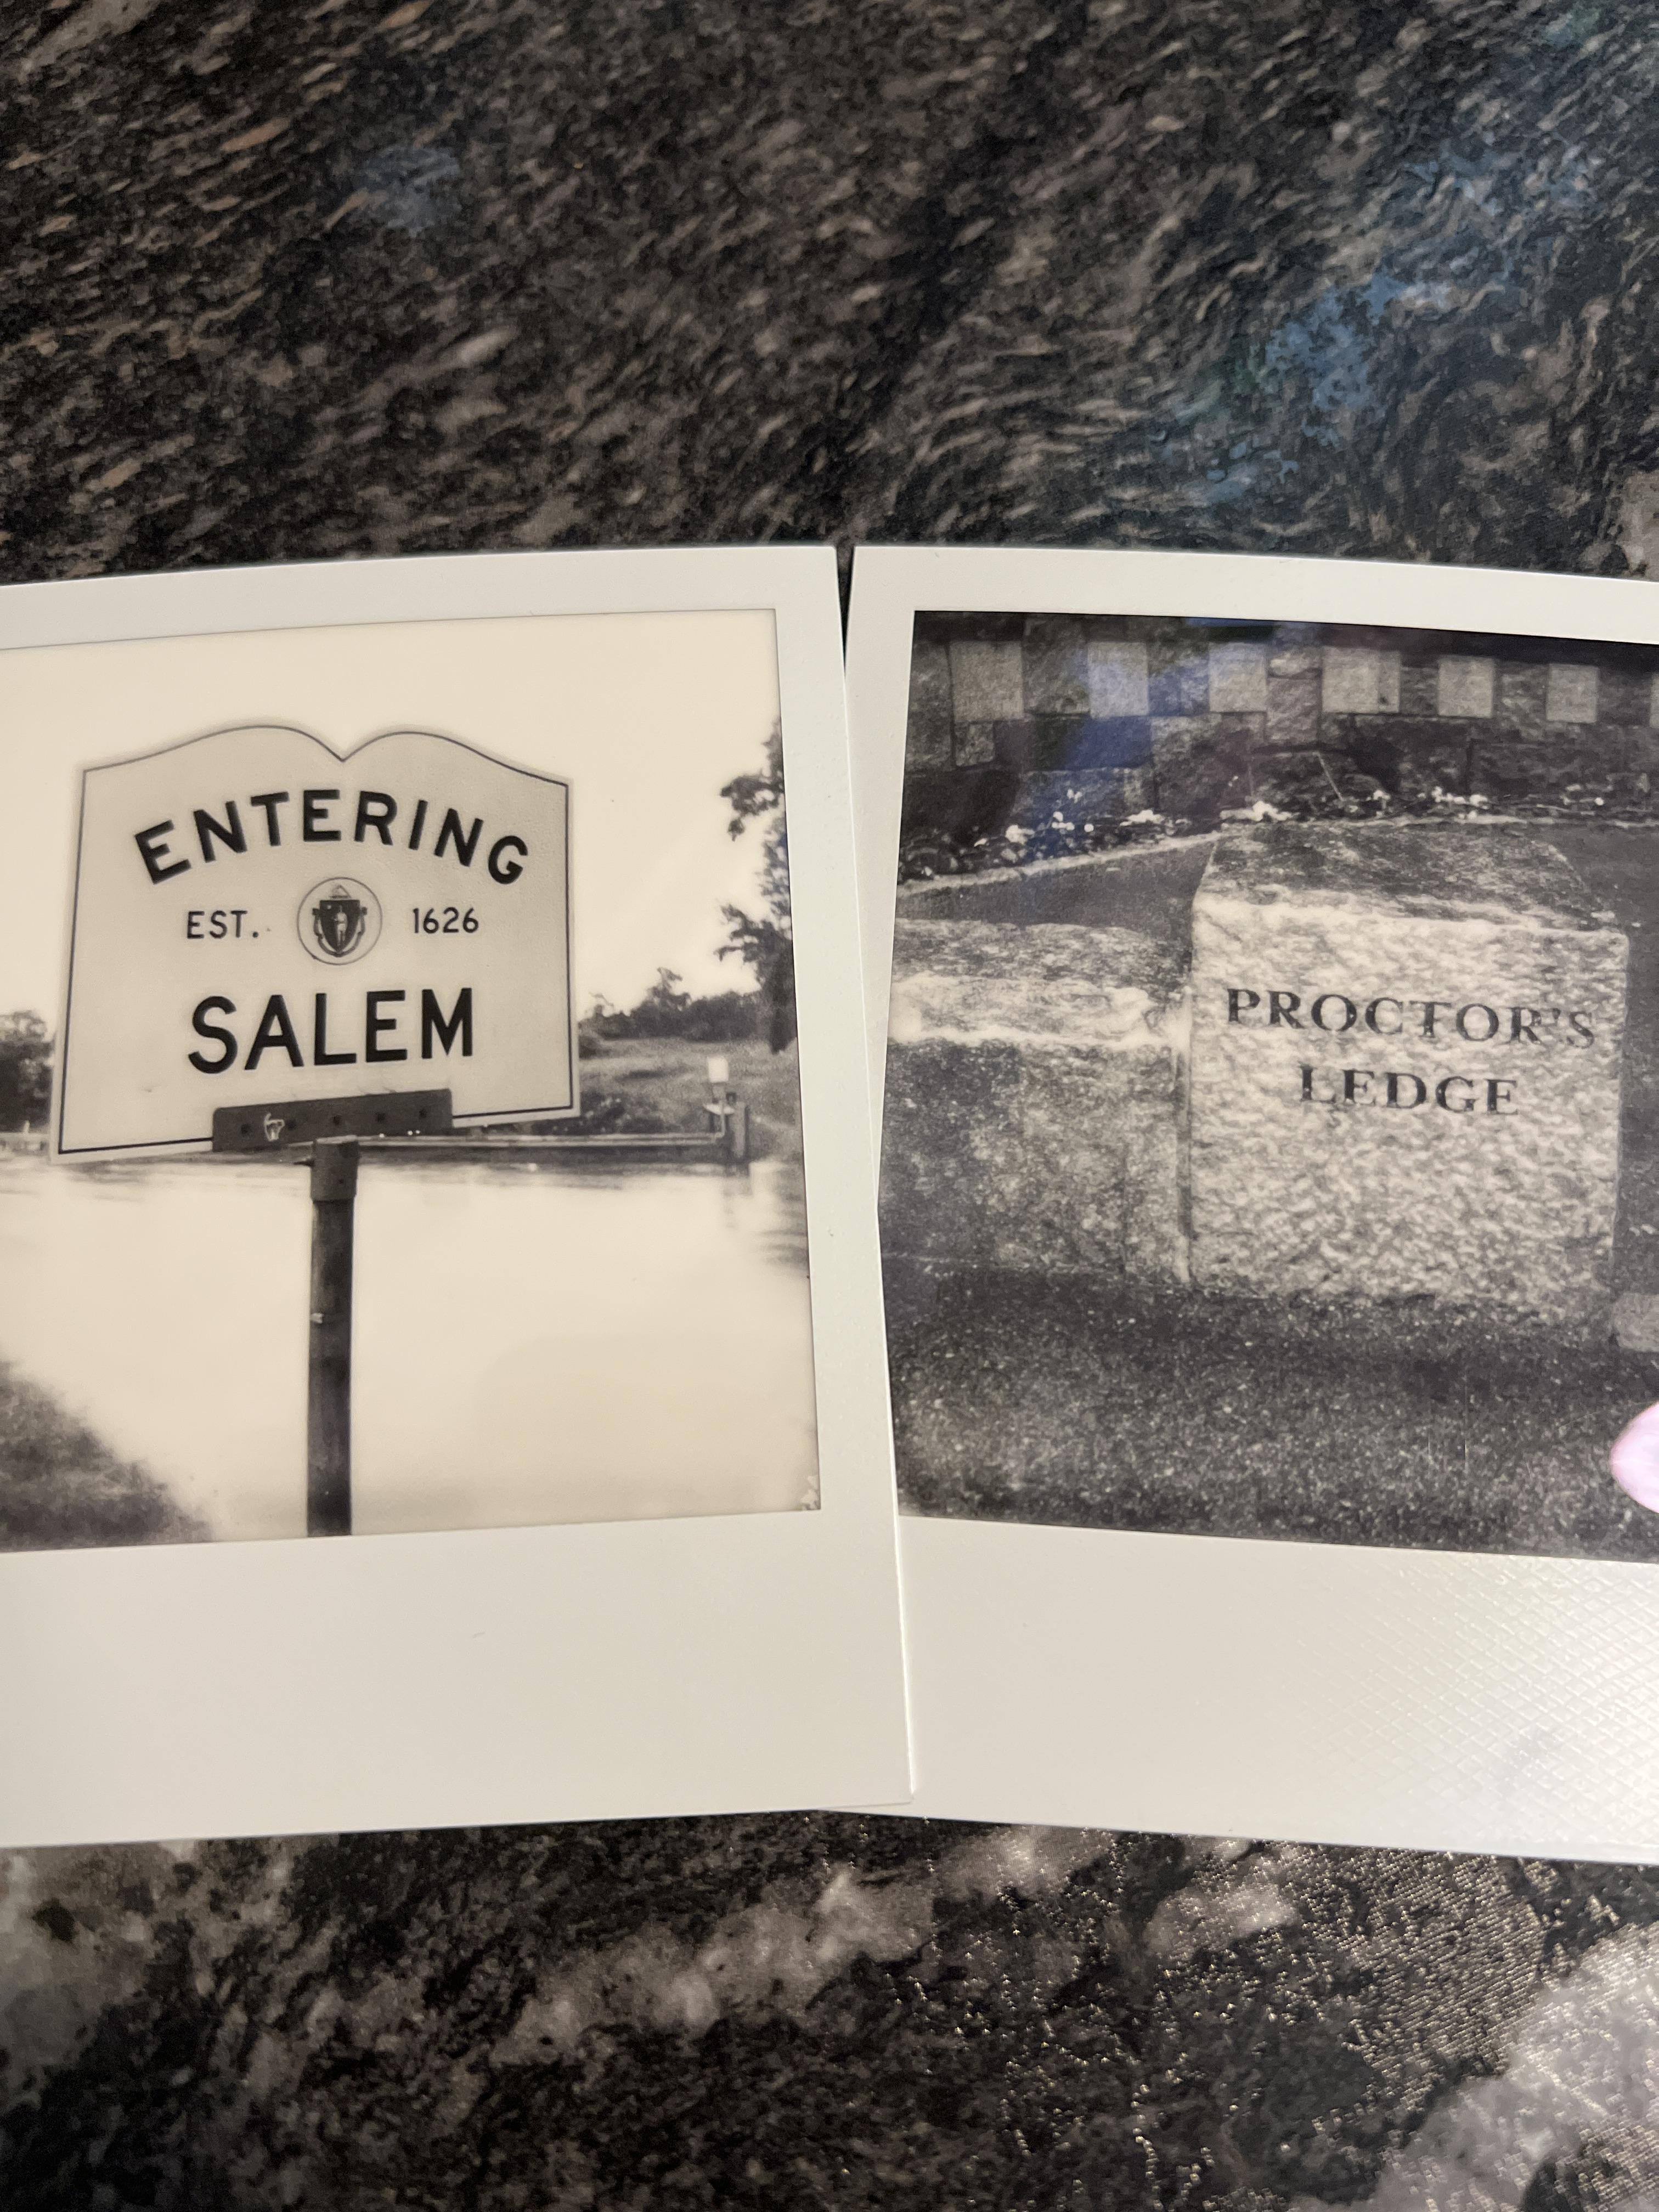 ENTERING
EST. 1626
SALEM
PROCTOR'S
LEDGE